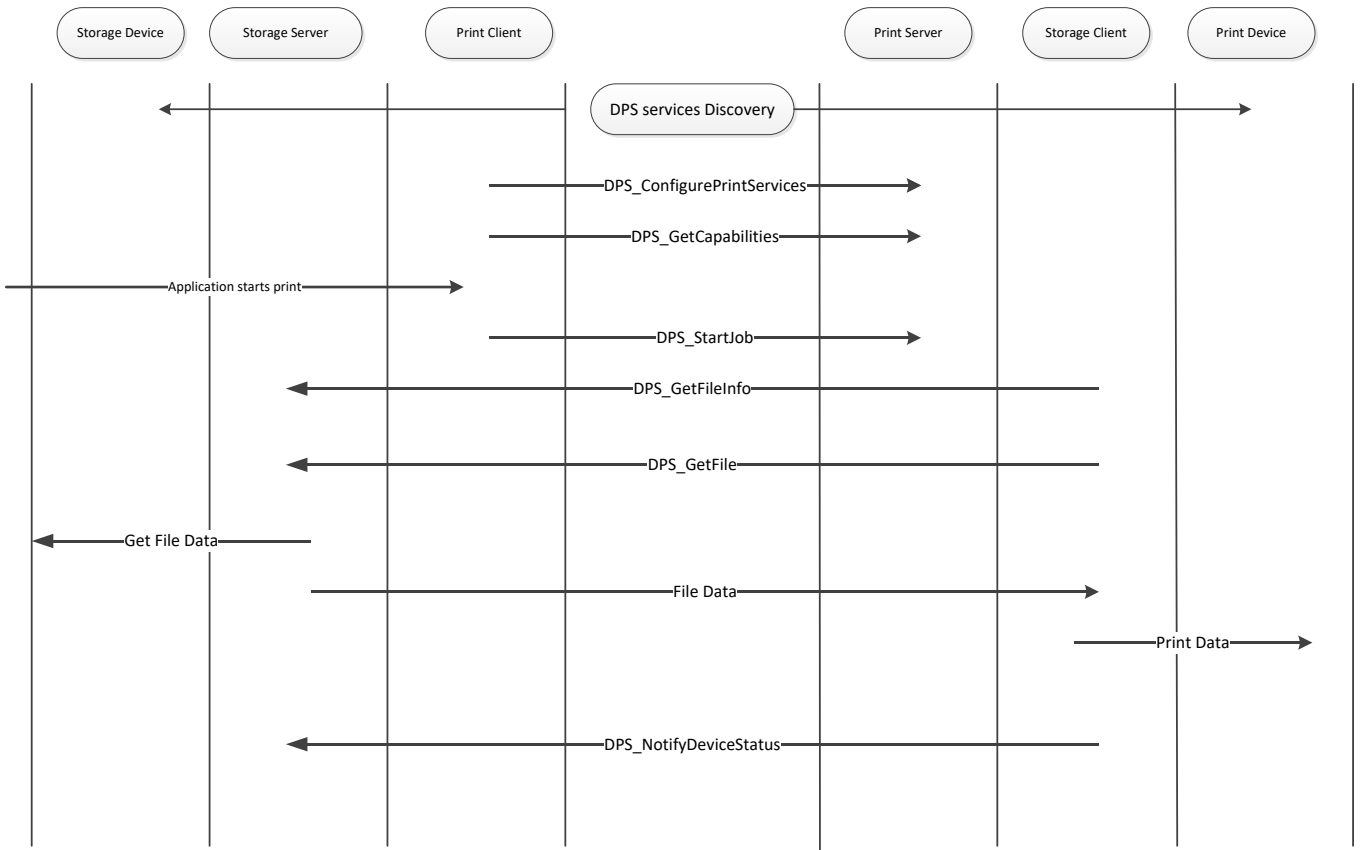 Storage Device
Storage Server
Print Client
Print Server
Storage Client
Print Device
DPS services Discovery
DPS_ConfigurePrintServices
DPS_GetCapabilities
Application starts print
DPS_StartJob
DPS_GetFileInfo
DPS_GetFile
Get File Data
File Data
Print Data
DPS_NotifyDeviceStatus